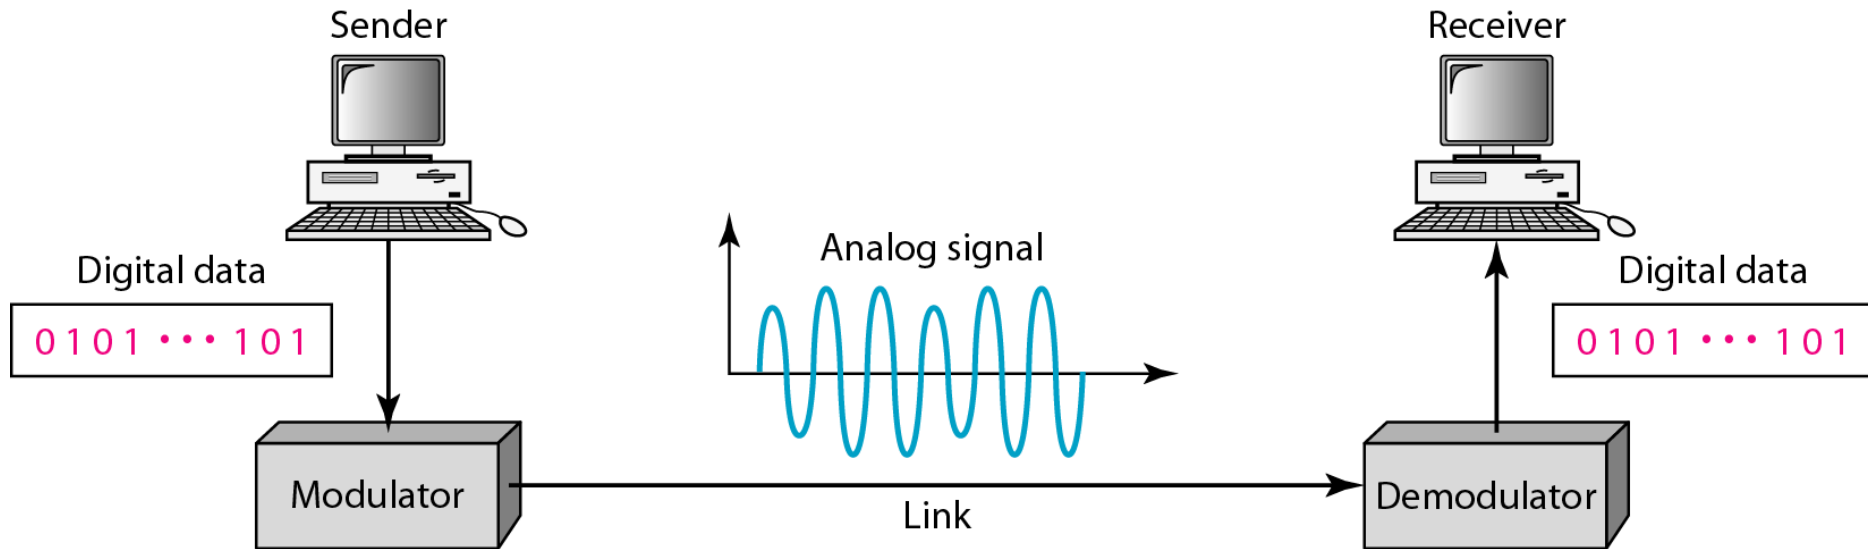 Sender
Receiver
Analog signal
Digital data
0101 ••• 101
Digital data
0101 ••• 101
Modulator
Link
Demodulator